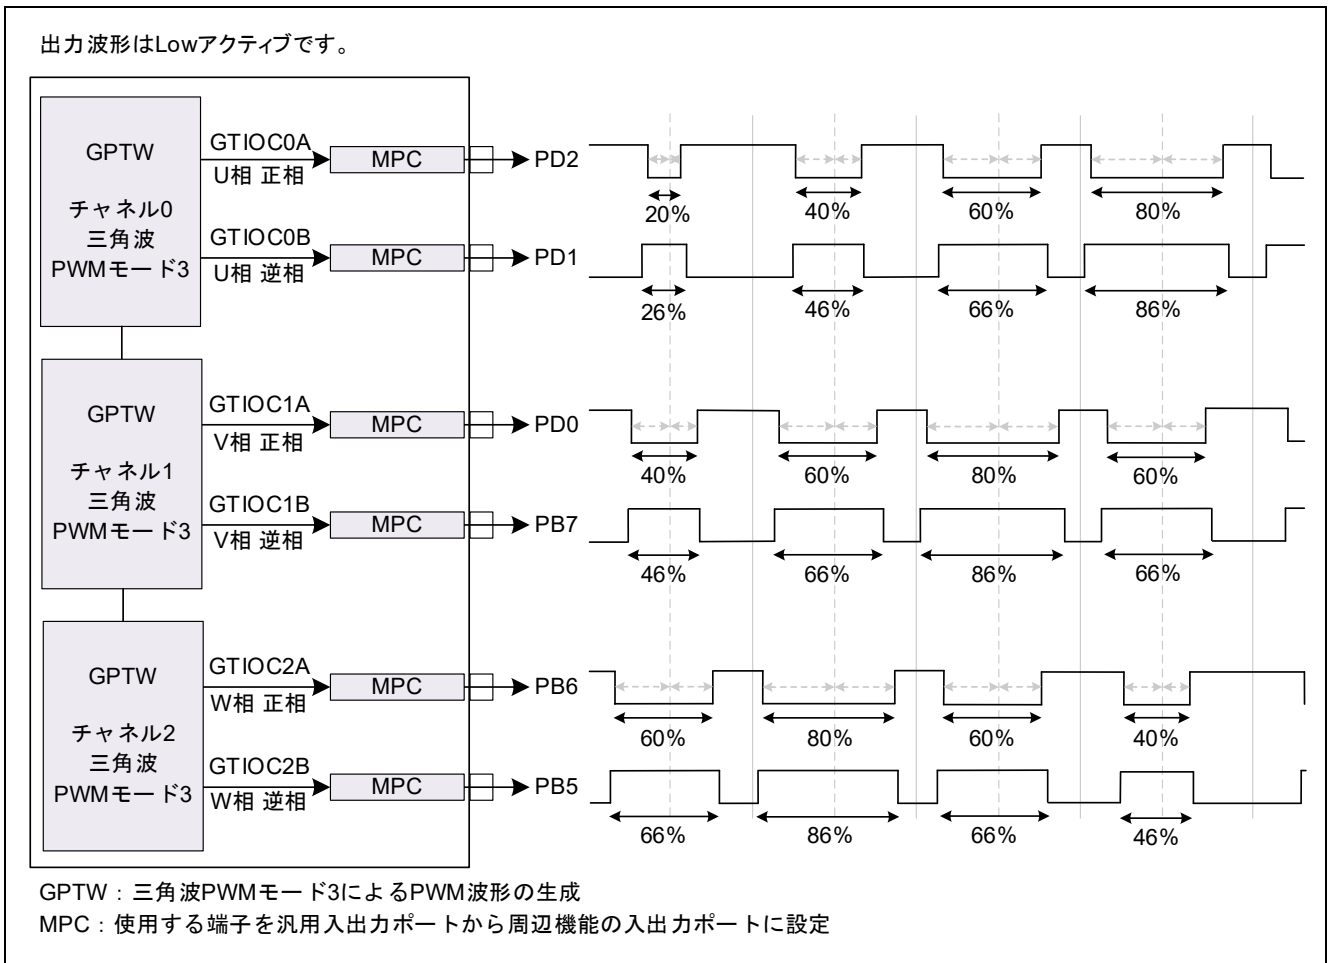 出力波形はLowアクティブです。
GPTW
チャネル0
三角波
PWMモード3
GTIOC0A
U相 正相
MPC
PD2
20%
40%
60%
80%
GTIOC0B
U相 逆相
MPC
PD1
26%
46%
66%
86%
GPTW
チャネル1
三角波
PWMモード3
GTIOC1A
V相 正相
MPC
PD0
40%
60%
80%
60%
GTIOC1B
V相 逆相
MPC
PB7
46%
66%
86%
66%
GPTW
チャネル2
三角波
PWMモード3
GTIOC2A
W相 正相
MPC
PB6
60%
80%
60%
40%
GTIOC2B
W相 逆相
MPC
PB5
66%
86%
66%
46%
GPTW：三角波PWMモード3によるPWM波形の生成
MPC：使用する端子を汎用入出力ポートから周辺機能の入出力ポートに設定